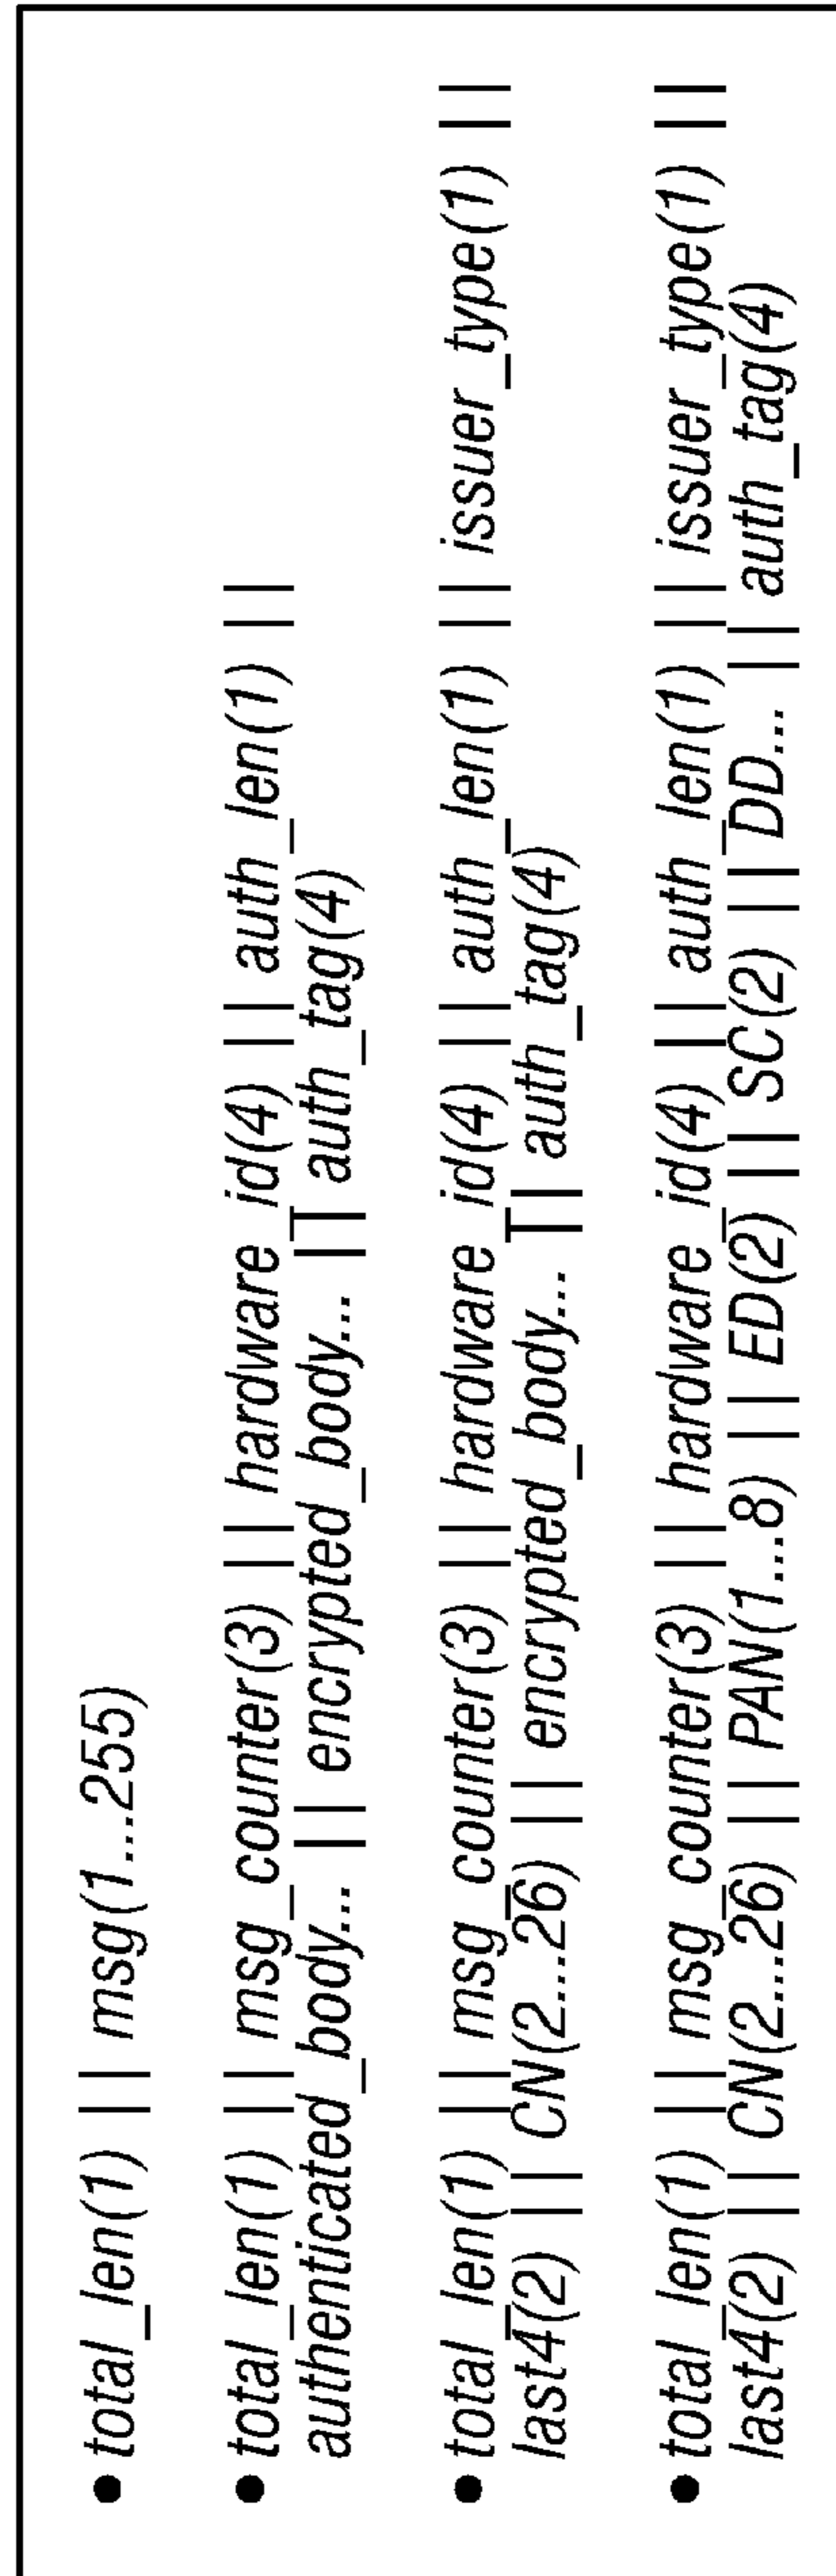 • total_len(1) || msg(1...255)
• total_len(1) || msg_counter(3) || hardware_id(4) || auth_len(1) ||
authenticated_body... || encrypted_body... || auth_tag(4)
• total_len(1) || msg_counter(3) || hardware_id(4) || auth_len(1) || issuer_type(1) ||
last4(2) || CN(2...26) || encrypted_body... || auth_tag(4)
• total_len(1) || msg_counter(3) || hardware_id(4) || auth_len(1) || issuer_type(1) ||
last4(2) || CN(2...26) || PAN(1...8) || ED(2) || SC(2) || DD... || auth_tag(4)